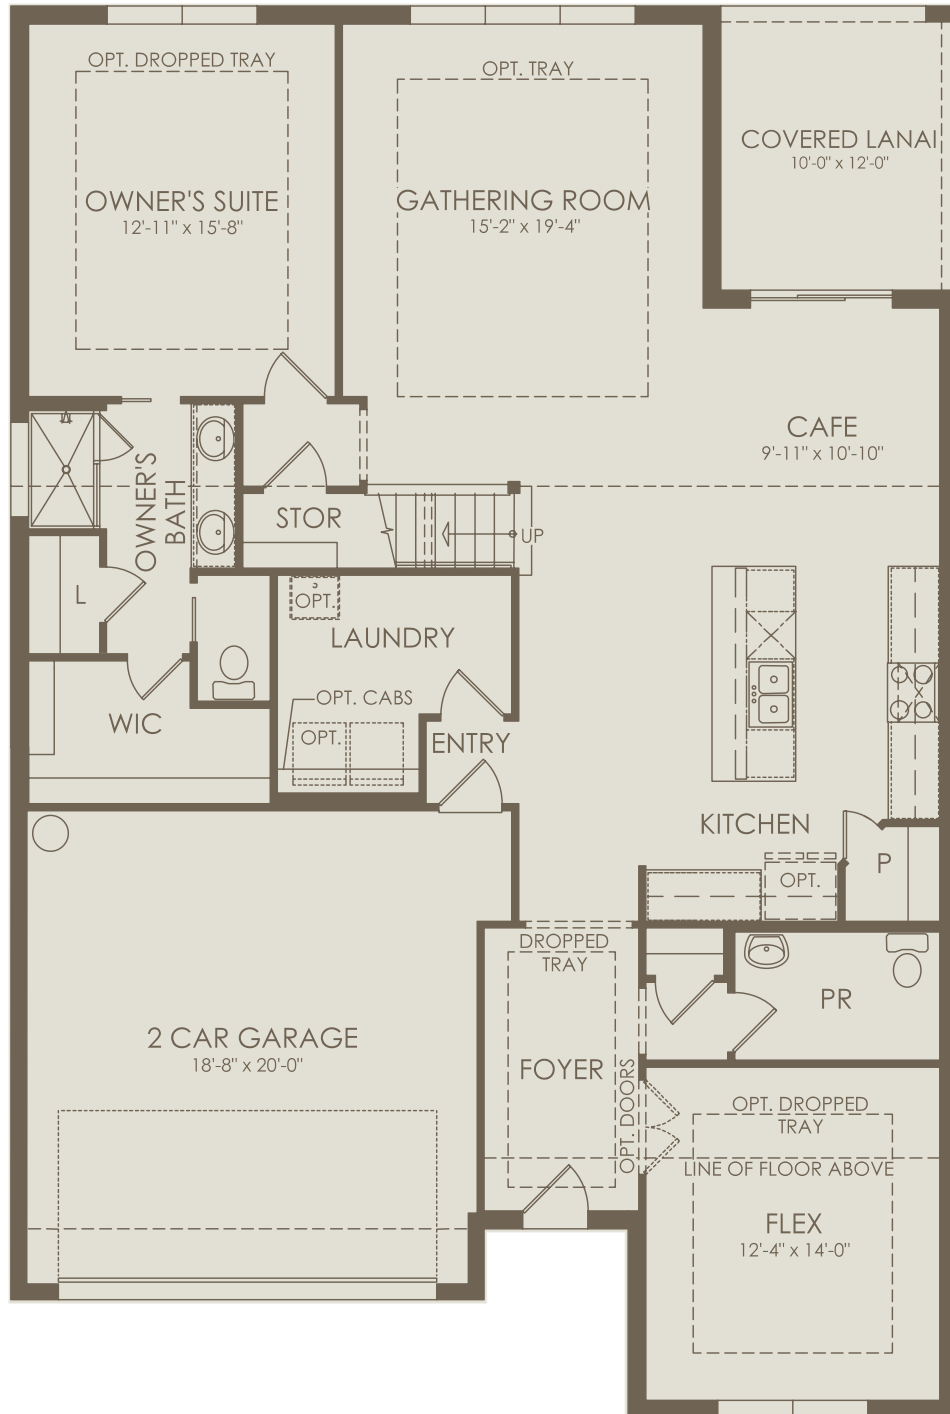 OPT. DROPPED TRAY
OWNER'S SUITE
12'-11" x 15'-8"
OPT. TRAY
GATHERING ROOM
15'-2" x 19'-4"
COVERED LANAI
10'-0" x 12'-0"
CAFE
9'-11" x 10'-10"
OWNER'S
BATH
STOR
UP
L
OPT.
LAUNDRY
OPT. CABS
OPT.
WIC
ENTRY
KITCHEN
OPT.
P
DROPPED
TRAY
FOYER
OPT. DOORS
PR
2 CAR GARAGE
18'-8" x 20'-0"
OPT. DROPPED
TRAY
LINE OF FLOOR ABOVE
FLEX
12'-4" x 14'-0"